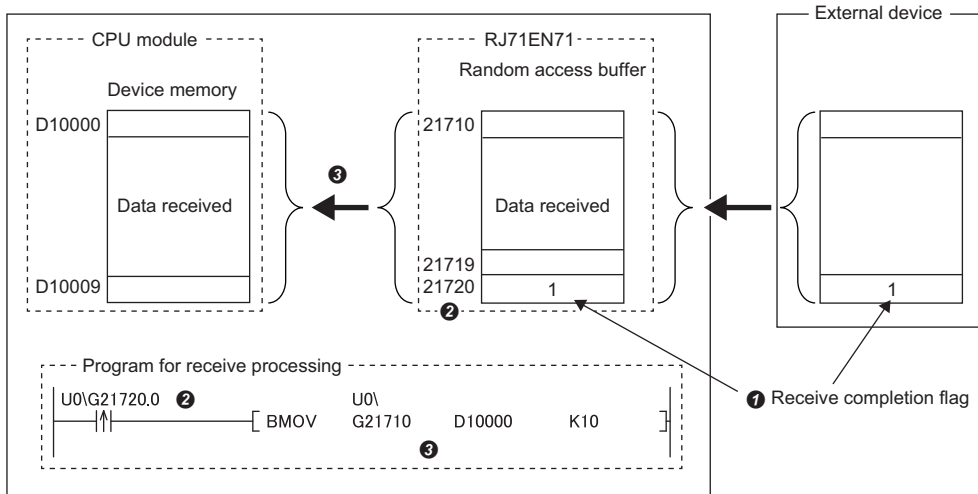 External device
CPU module
RJ71EN71
Random access buffer
Device memory
D10000
21710
❸
Data received
Data received
21719
D10009
21720
1
1
❷
Program for receive processing
U0\G21720.0 ❷
U0\
❶ Receive completion flag
BMOV G21710 D10000 K10
❸